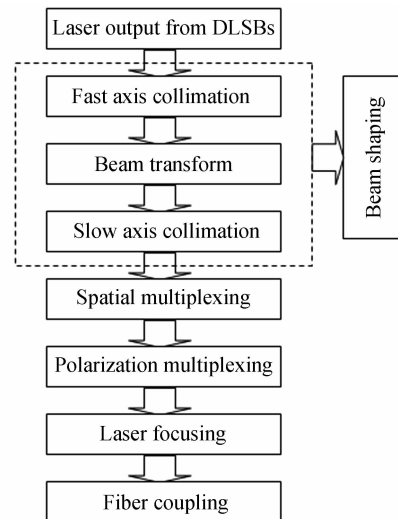 Laser output from DLSBs
Fast axis collimation
Beam transform
Slow axis collimation
Beam shaping
Spatial multiplexing
Polarization multiplexing
Laser focusing
Fiber coupling